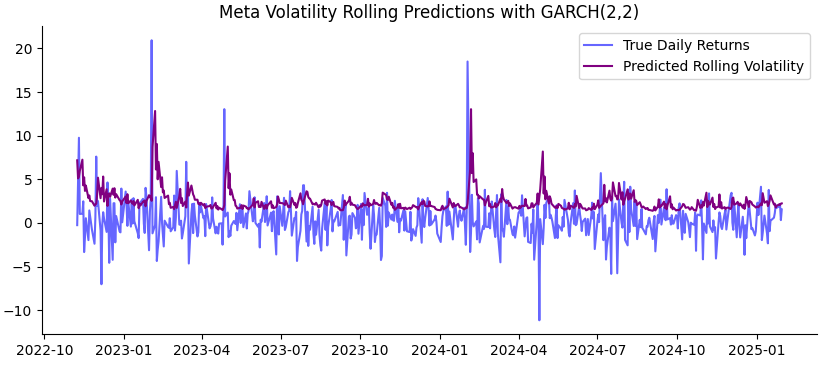 Meta Volatility Rolling Predictions with GARCH(2,2)
True Daily Returns
Predicted Rolling Volatility
20
15
10
5
0
−5
−10
2022-10 2023-01 2023-04 2023-07 2023-10 2024-01 2024-04 2024-07 2024-10 2025-01